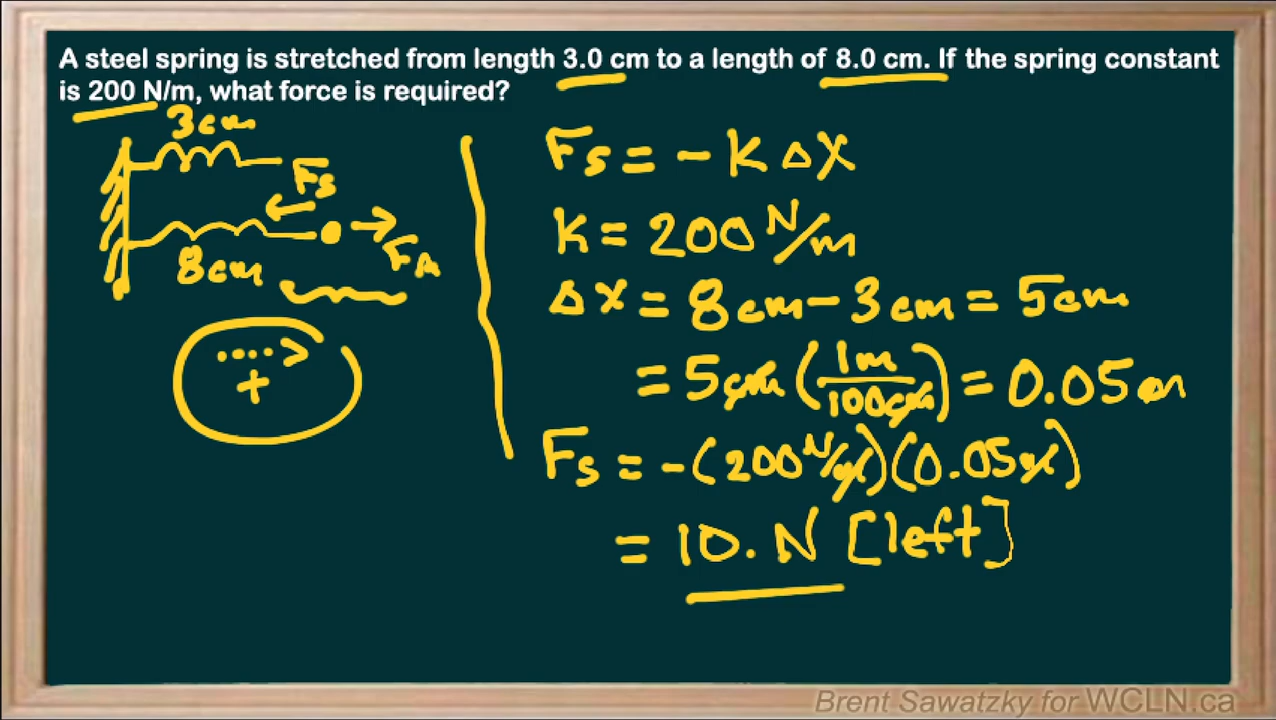 A steel spring is stretched from length 3.0 cm to a length of 8.0 cm. If the spring constant
is 200 N/m, what force is required?
3cm
Fs
FA
8cm
+
Fs = -K Δx
K = 200 N/m
Δx = 8cm - 3cm = 5cm
= 5cm (1m/100cm) = 0.05m
Fs = -(200 N/m)(0.05m)
= 10. N [left]
Brent Sawatzky for WCLN.ca